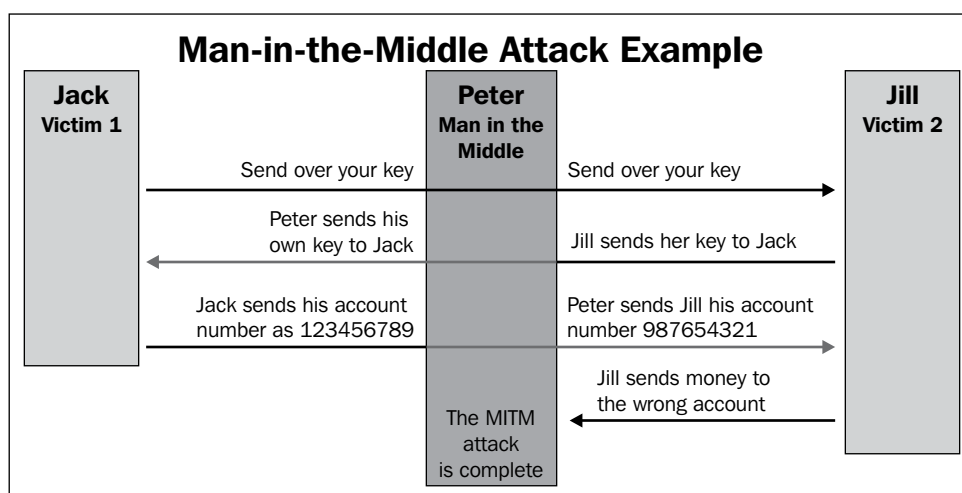 Man-in-the-Middle Attack Example
Jack
Victim 1
Peter
Man in the
Middle
Jill
Victim 2
Send over your key
Send over your key
Peter sends his
own key to Jack
Jill sends her key to Jack
Jack sends his account
number as 123456789
Peter sends Jill his account
number 987654321
Jill sends money to
the wrong account
The MITM
attack
is complete